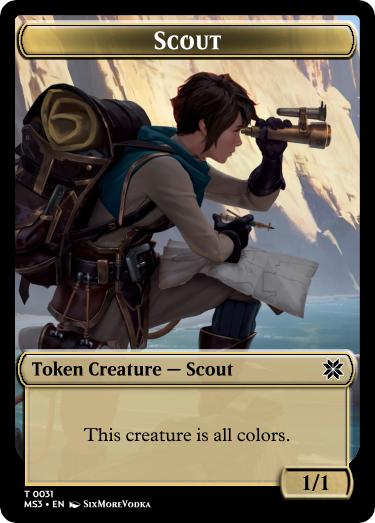 Scout
Token Creature — Scout
This creature is all colors.
1/1
T 0031
MS3 • EN SixMoreVodka